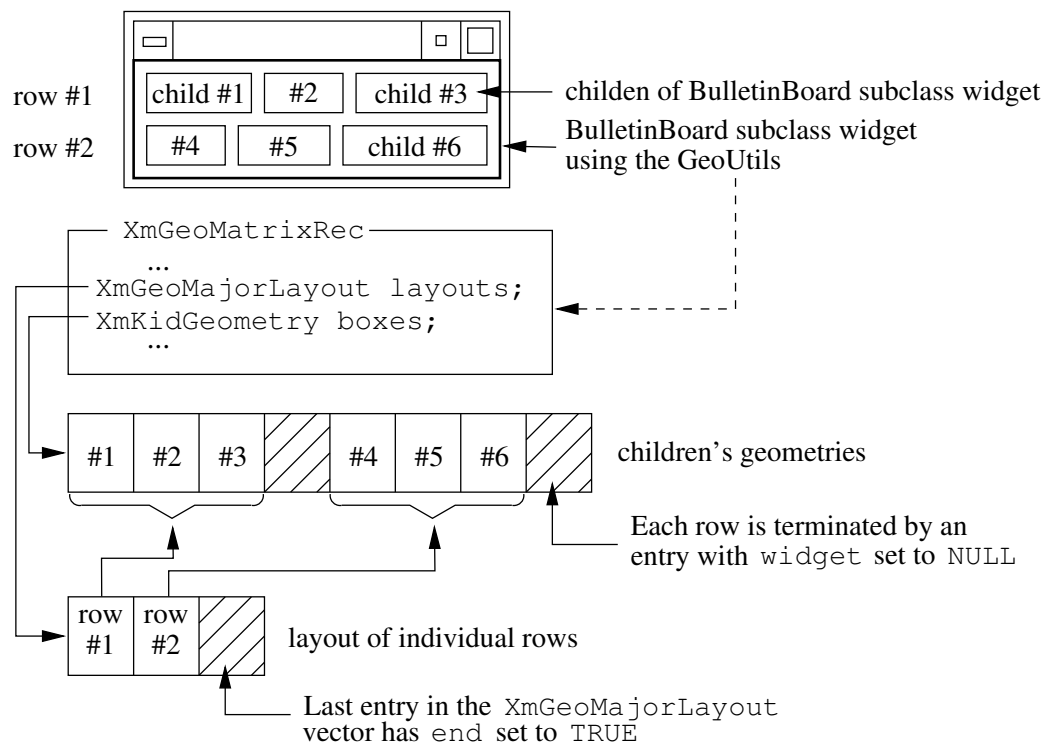 row #1
child #1
#2
child #3
childen of BulletinBoard subclass widget
row #2
#4
#5
child #6
BulletinBoard subclass widget
using the GeoUtils
XmGeoMatrixRec
...
XmGeoMajorLayout layouts;
XmKidGeometry boxes;
...
#1
#2
#3
#4
#5
#6
children’s geometries
Each row is terminated by an
entry with widget set to NULL
row
#1
row
#2
layout of individual rows
Last entry in the XmGeoMajorLayout
vector has end set to TRUE